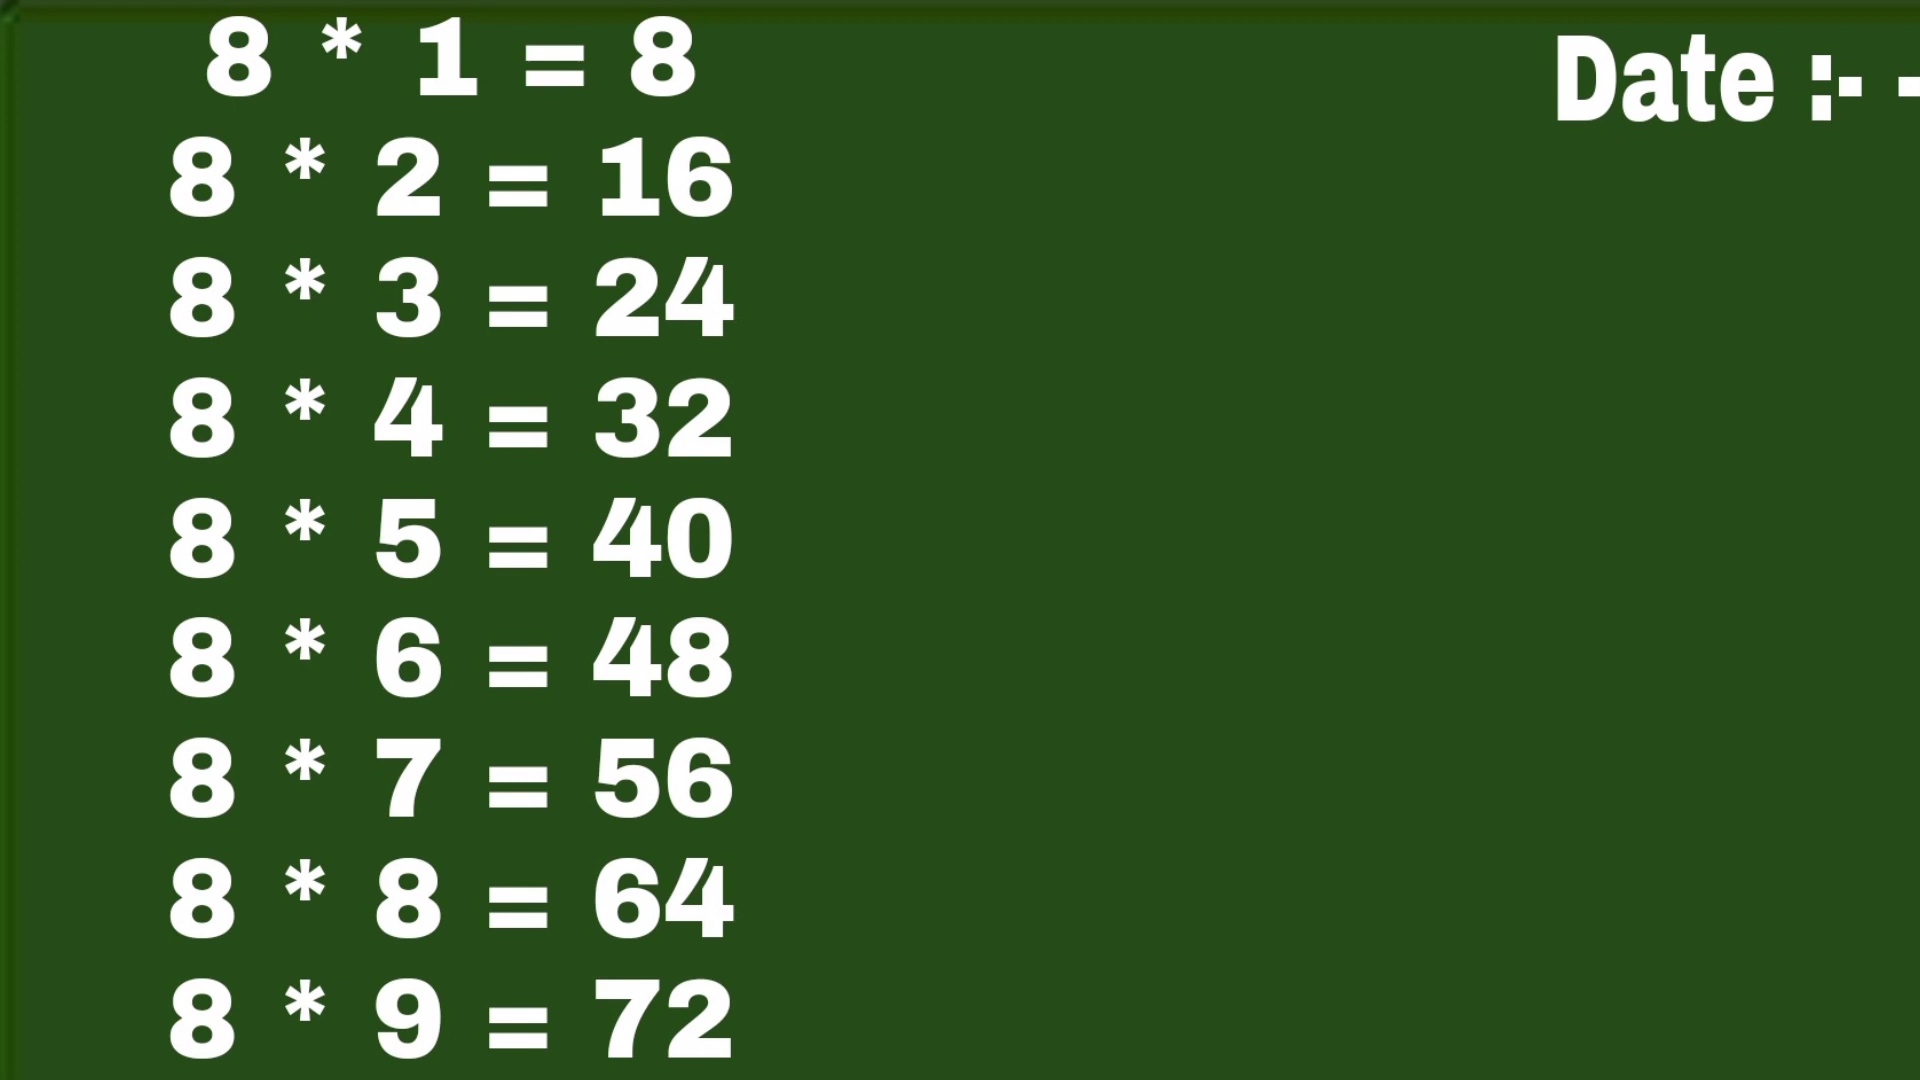 8 * 1 = 8
Date :- -
8 * 2 = 16
8 * 3 = 24
8 * 4 = 32
8 * 5 = 40
8 * 6 = 48
8 * 7 = 56
8 * 8 = 64
8 * 9 = 72